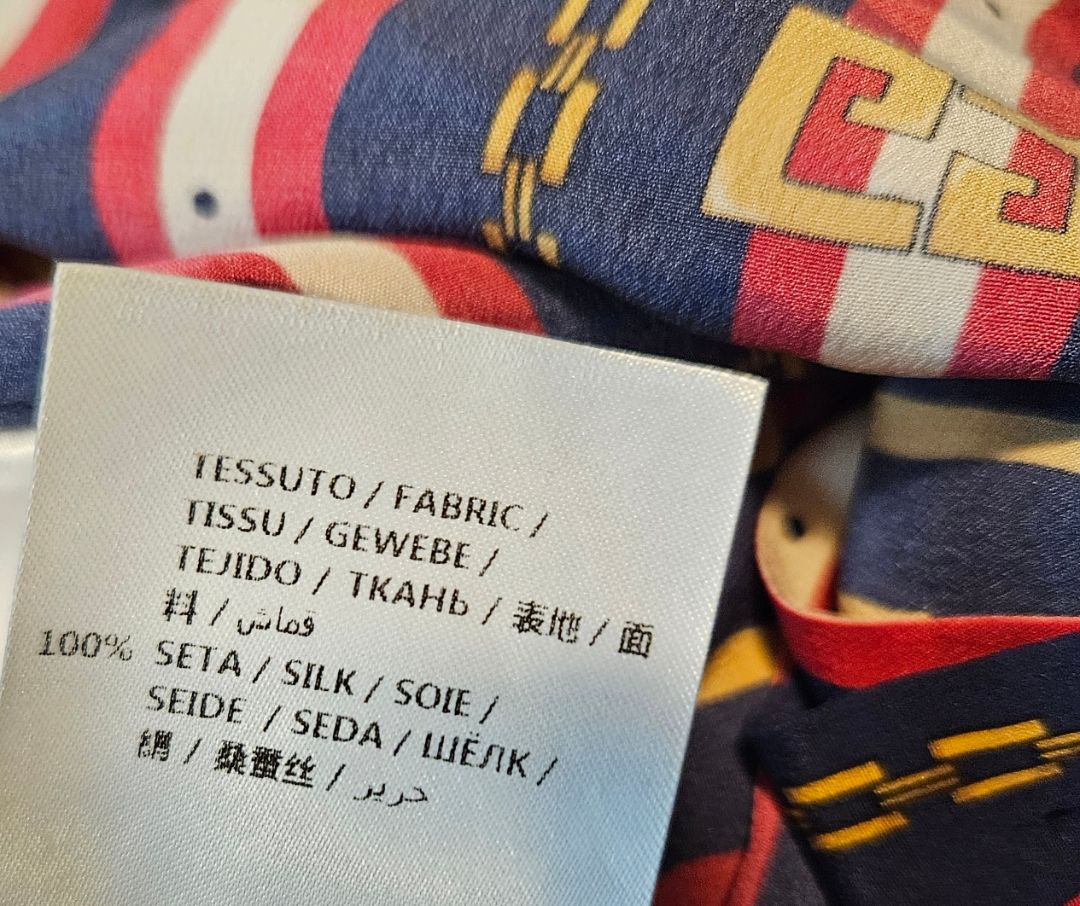 TESSUTO / FABRIC /
TISSU / GEWEBE /
TEJIDO / ТКАНЬ / 表地 / 面
料 / قماش
100% SETA / SILK / SOIE /
SEIDE / SEDA / ШЁЛК /
絹 / 桑蚕丝 / حرير